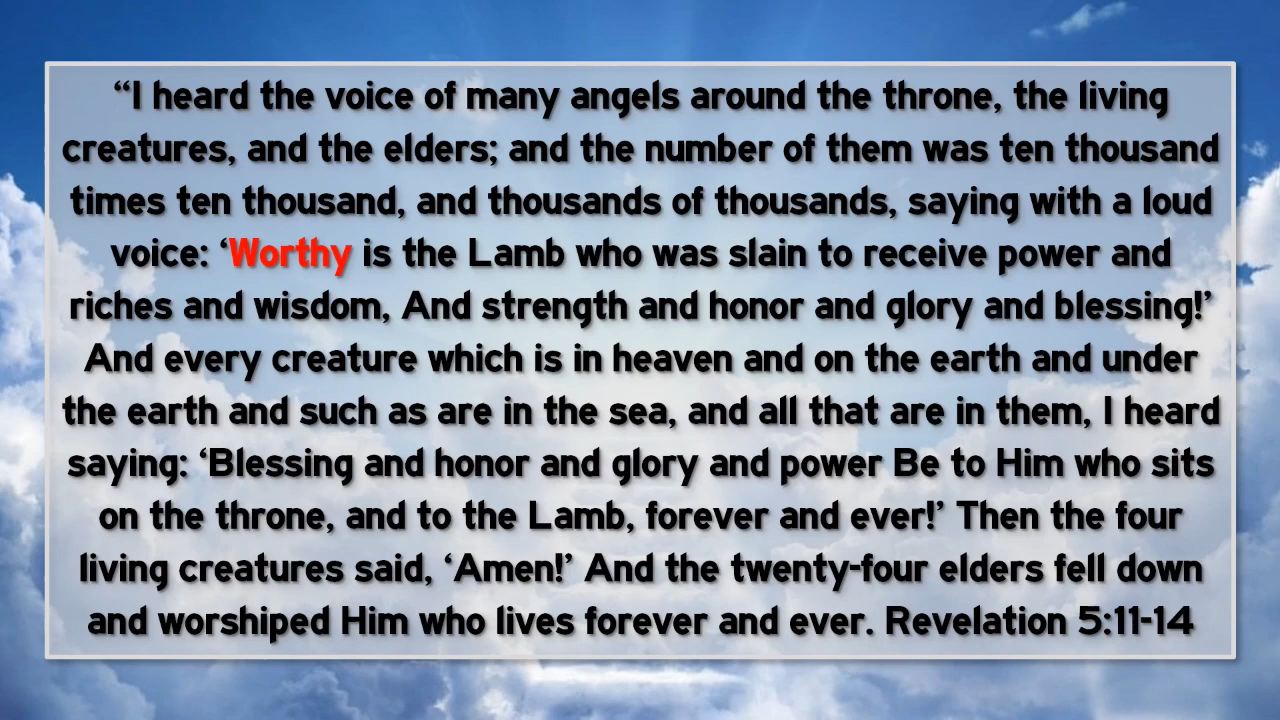 “I heard the voice of many angels around the throne, the living
creatures, and the elders; and the number of them was ten thousand
times ten thousand, and thousands of thousands, saying with a loud
voice: ‘Worthy is the Lamb who was slain to receive power and
riches and wisdom, And strength and honor and glory and blessing!’
And every creature which is in heaven and on the earth and under
the earth and such as are in the sea, and all that are in them, I heard
saying: ‘Blessing and honor and glory and power Be to Him who sits
on the throne, and to the Lamb, forever and ever!’ Then the four
living creatures said, ‘Amen!’ And the twenty-four elders fell down
and worshiped Him who lives forever and ever. Revelation 5:11-14